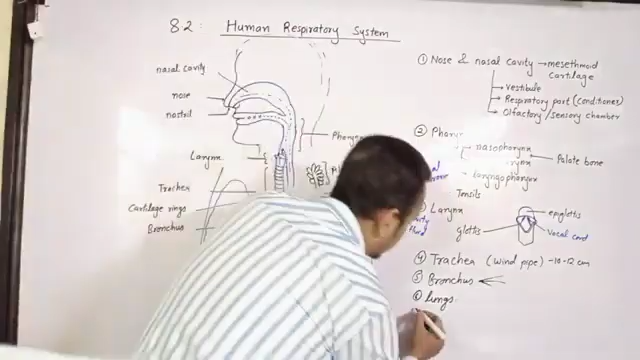 8.2: Human Respiratory System
nasal cavity
nose
nostril
Larynx
Trachea
Cartilage rings
Bronchus
① Nose & nasal cavity → mesethmoid cartilage
→ Vestibule
→ Respiratory part (conditioner)
→ Olfactory/sensory chamber
②
nasopharynx
Palate bone
laryngopharynx
Tonsils
Larynx
epiglottis
glottis
Vocal cord
④ Trachea (wind pipe) -10-12 cm
⑤ Bronchus
⑥ lungs